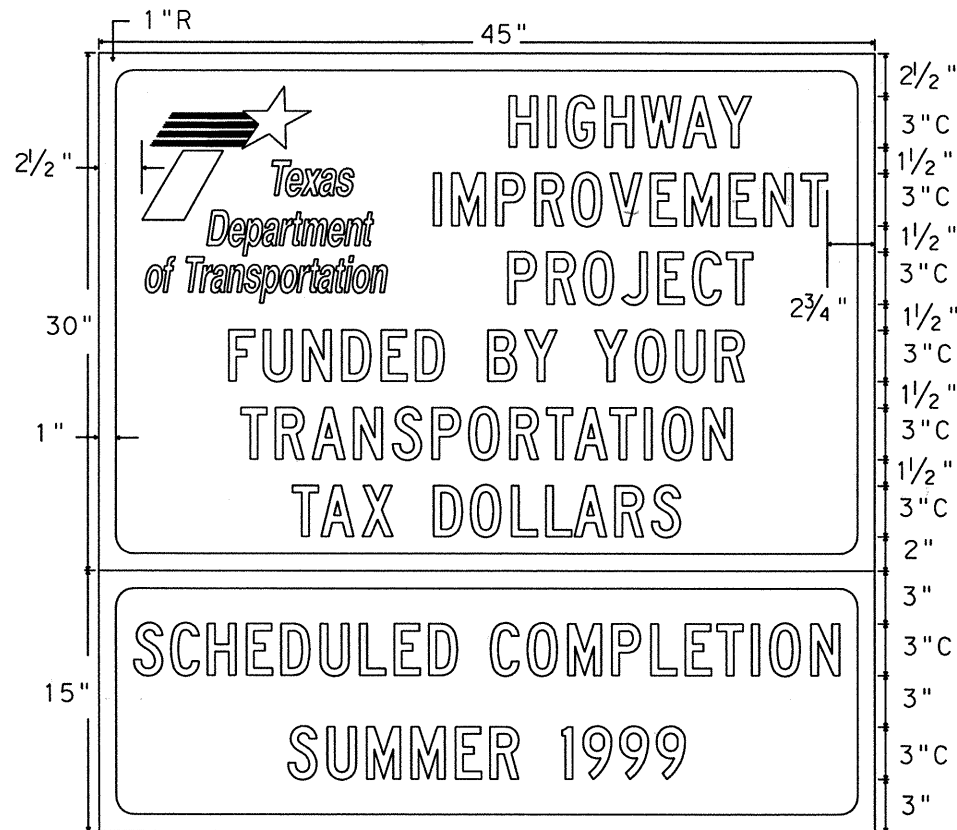 1"R
45"
2½"
3"C
1½"
3"C
1½"
3"C
1½"
3"C
1½"
3"C
1½"
3"C
2"
3"
3"C
3"
3"C
3"
2½"
30"
1"
15"
2¾"
Texas
Department
of Transportation
HIGHWAY
IMPROVEMENT
PROJECT
FUNDED BY YOUR
TRANSPORTATION
TAX DOLLARS
SCHEDULED COMPLETION
SUMMER 1999